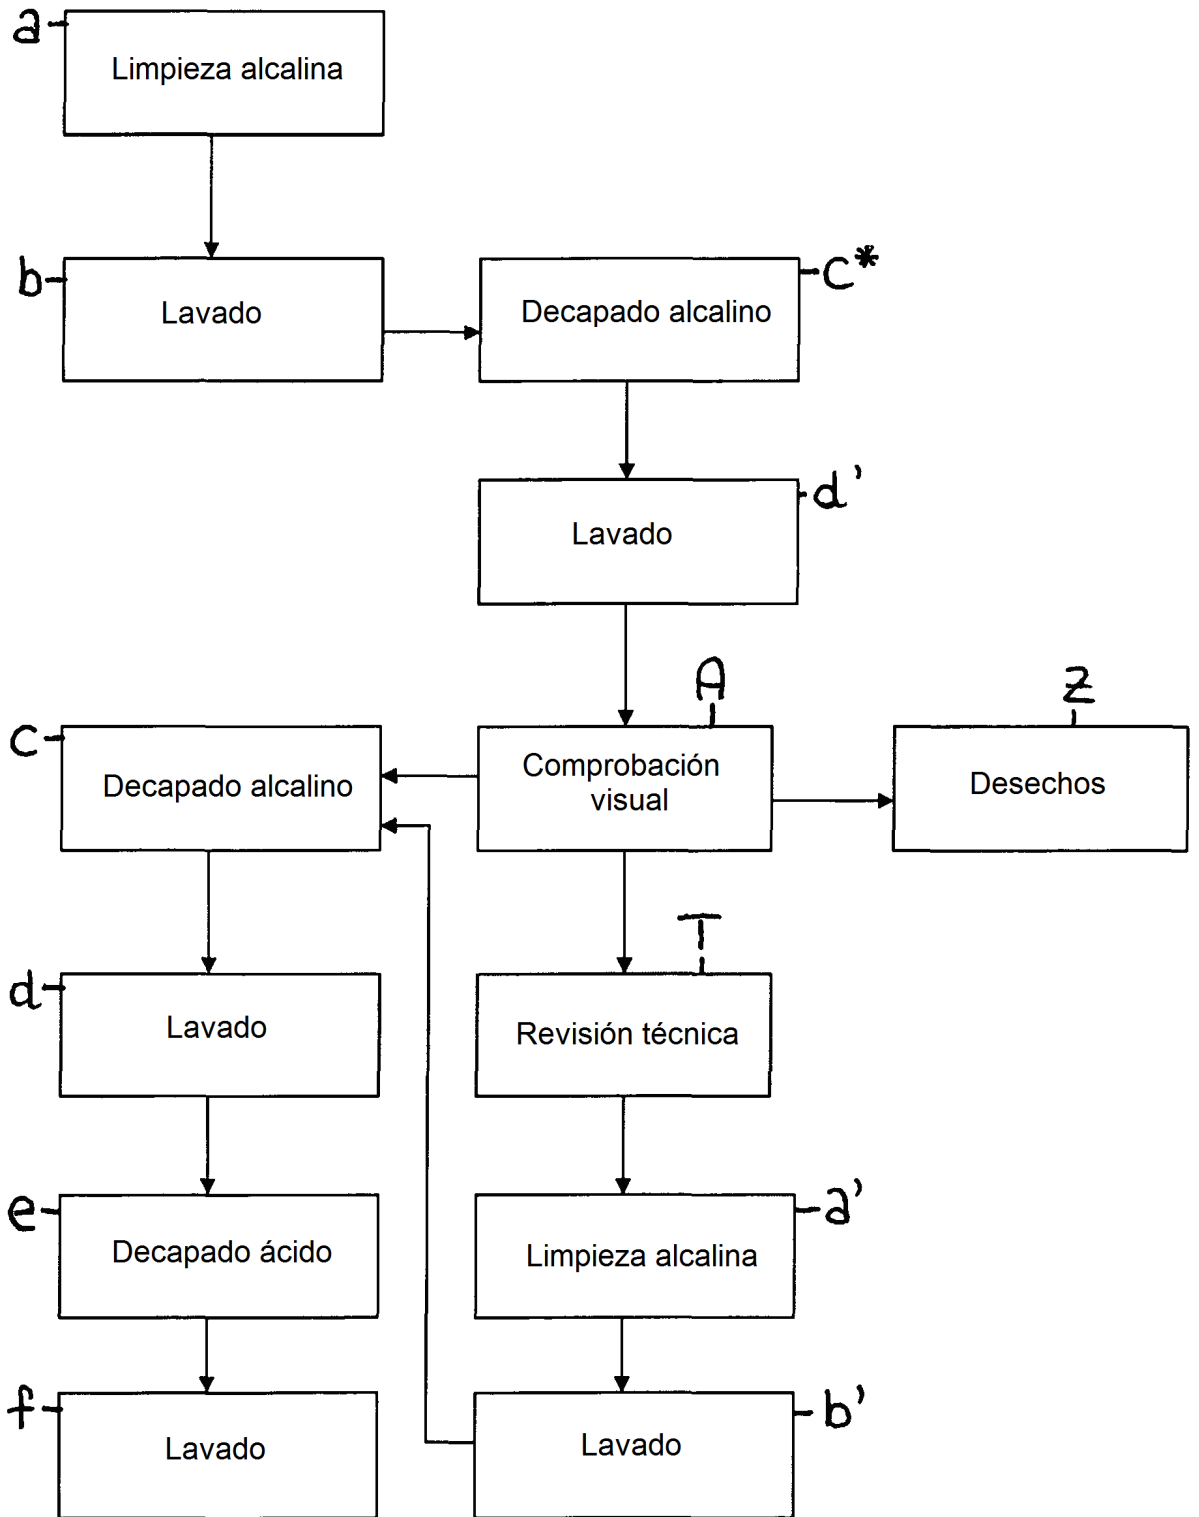 a
Limpieza alcalina
b
Lavado
Decapado alcalino
c*
Lavado
d'
A
Z
c
Decapado alcalino
Comprobación
visual
Desechos
T
d
Lavado
Revisión técnica
e
Decapado ácido
Limpieza alcalina
a'
f
Lavado
Lavado
b'